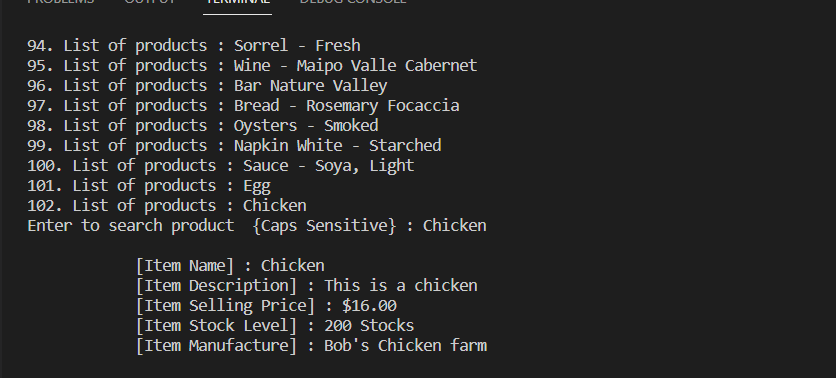 PROBLEMS OUTPUT TERMINAL DEBUG CONSOLE
94. List of products : Sorrel - Fresh
95. List of products : Wine - Maipo Valle Cabernet
96. List of products : Bar Nature Valley
97. List of products : Bread - Rosemary Focaccia
98. List of products : Oysters - Smoked
99. List of products : Napkin White - Starched
100. List of products : Sauce - Soya, Light
101. List of products : Egg
102. List of products : Chicken
Enter to search product  {Caps Sensitive} : Chicken
[Item Name] : Chicken
[Item Description] : This is a chicken
[Item Selling Price] : $16.00
[Item Stock Level] : 200 Stocks
[Item Manufacture] : Bob's Chicken farm